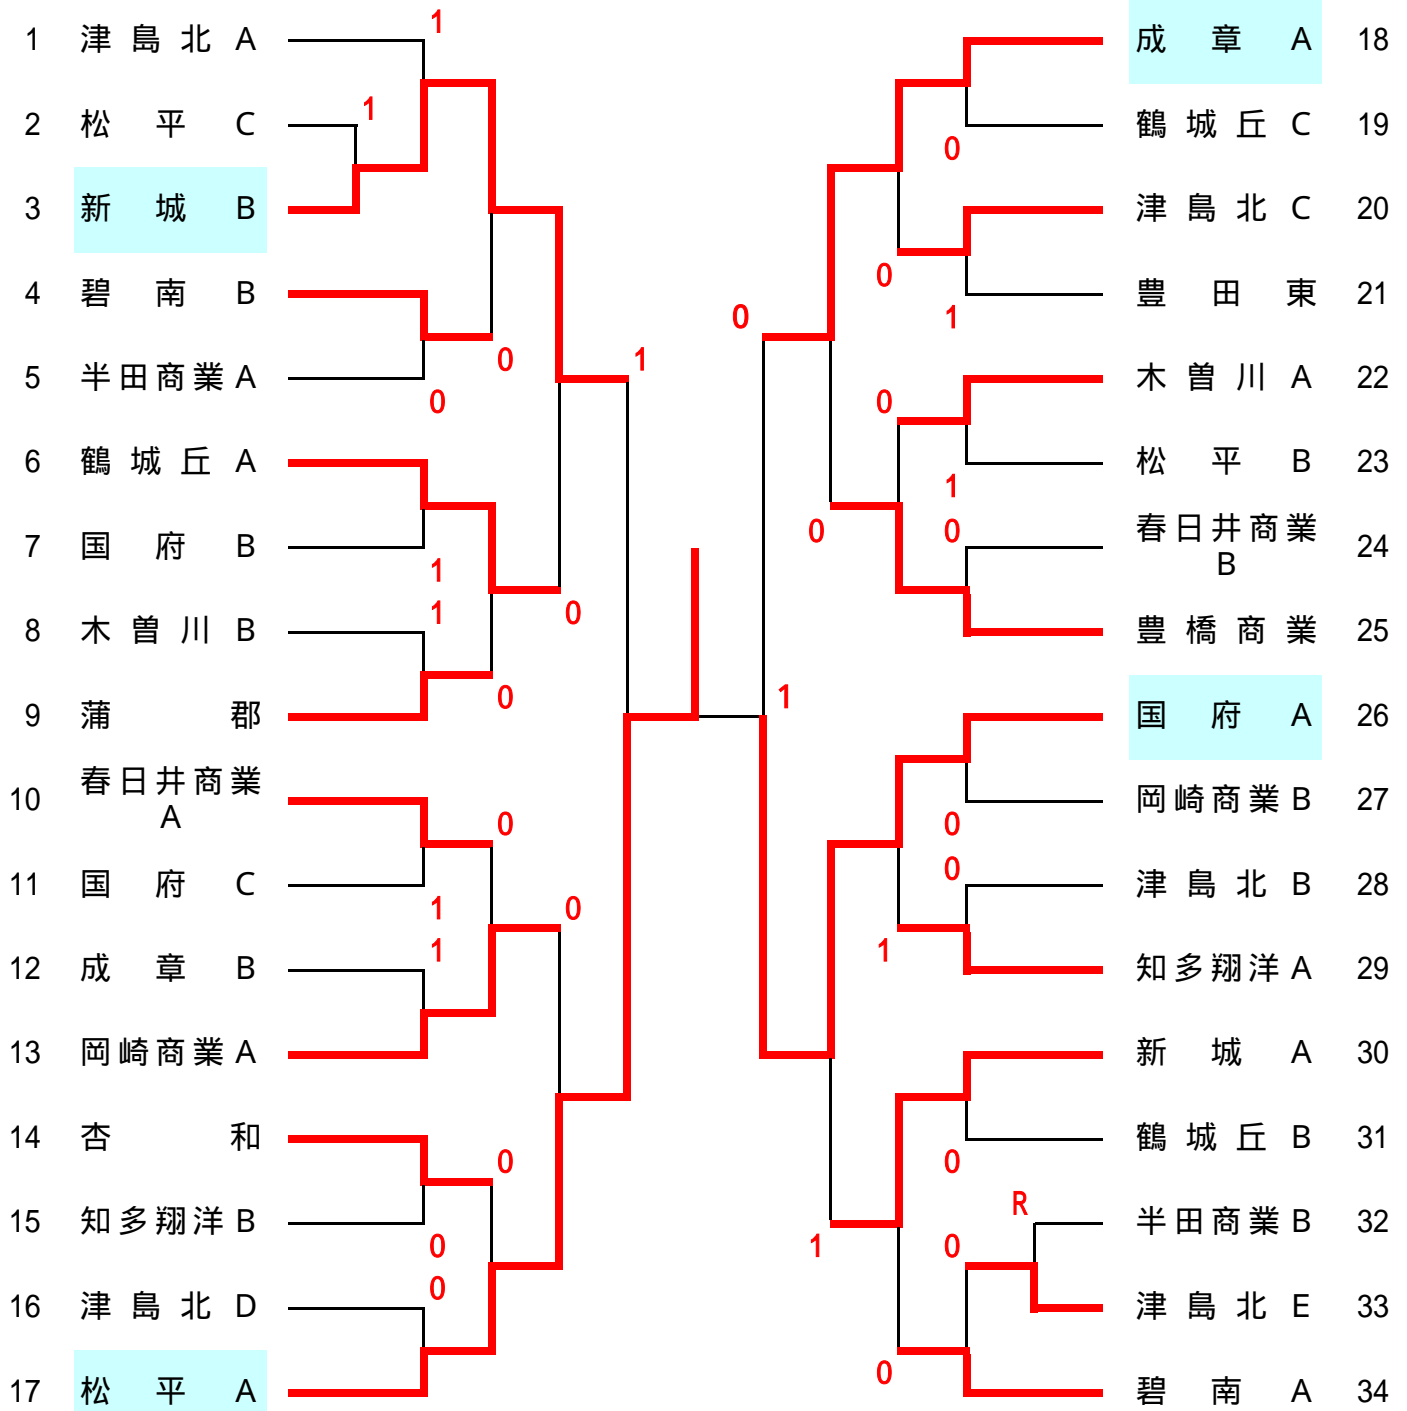 1 津島北A
2 松平C
3 新城B
4 碧南B
5 半田商業A
6 鶴城丘A
7 国府B
8 木曽川B
9 蒲郡
10 春日井商業
A
11 国府C
12 成章B
13 岡崎商業A
14 杏和
15 知多翔洋B
16 津島北D
17 松平A
1
1
0
0
1
1
0
0
0
1
1
0
0
0
0
1
0
1
0
0
0
1
0
1
0
0
0
0
1
0
R
0
1
0
成章A 18
鶴城丘C 19
津島北C 20
豊田東 21
木曽川A 22
松平B 23
春日井商業
B 24
豊橋商業 25
国府A 26
岡崎商業B 27
津島北B 28
知多翔洋A 29
新城A 30
鶴城丘B 31
半田商業B 32
津島北E 33
碧南A 34